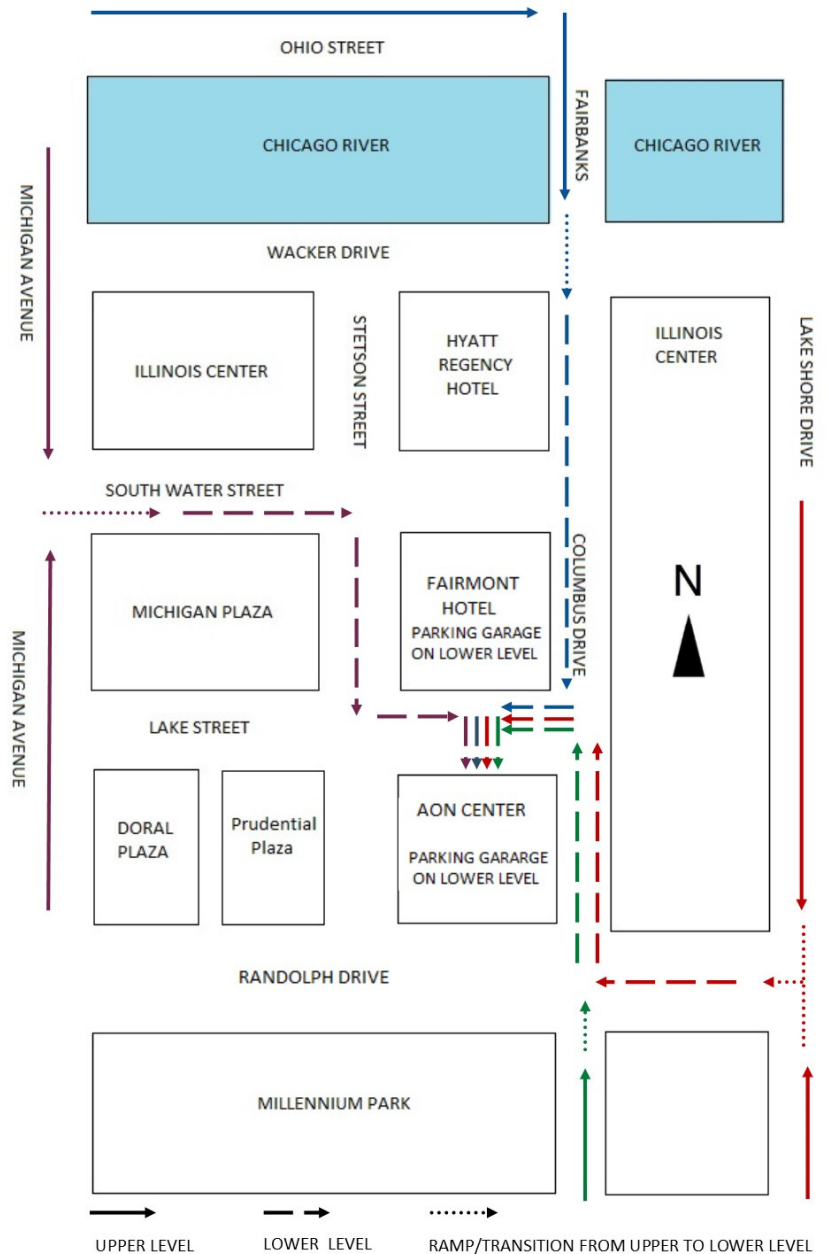 OHIO STREET
FAIRBANKS
CHICAGO RIVER
CHICAGO RIVER
MICHIGAN AVENUE
WACKER DRIVE
ILLINOIS CENTER
STETSON STREET
HYATT
REGENCY
HOTEL
ILLINOIS
CENTER
LAKE SHORE DRIVE
SOUTH WATER STREET
MICHIGAN PLAZA
FAIRMONT
HOTEL
PARKING GARAGE
ON LOWER LEVEL
COLUMBUS DRIVE
N
MICHIGAN AVENUE
LAKE STREET
DORAL
PLAZA
Prudential
Plaza
AON CENTER
PARKING GARARGE
ON LOWER LEVEL
RANDOLPH DRIVE
MILLENNIUM PARK
UPPER LEVEL
LOWER LEVEL
RAMP/TRANSITION FROM UPPER TO LOWER LEVEL